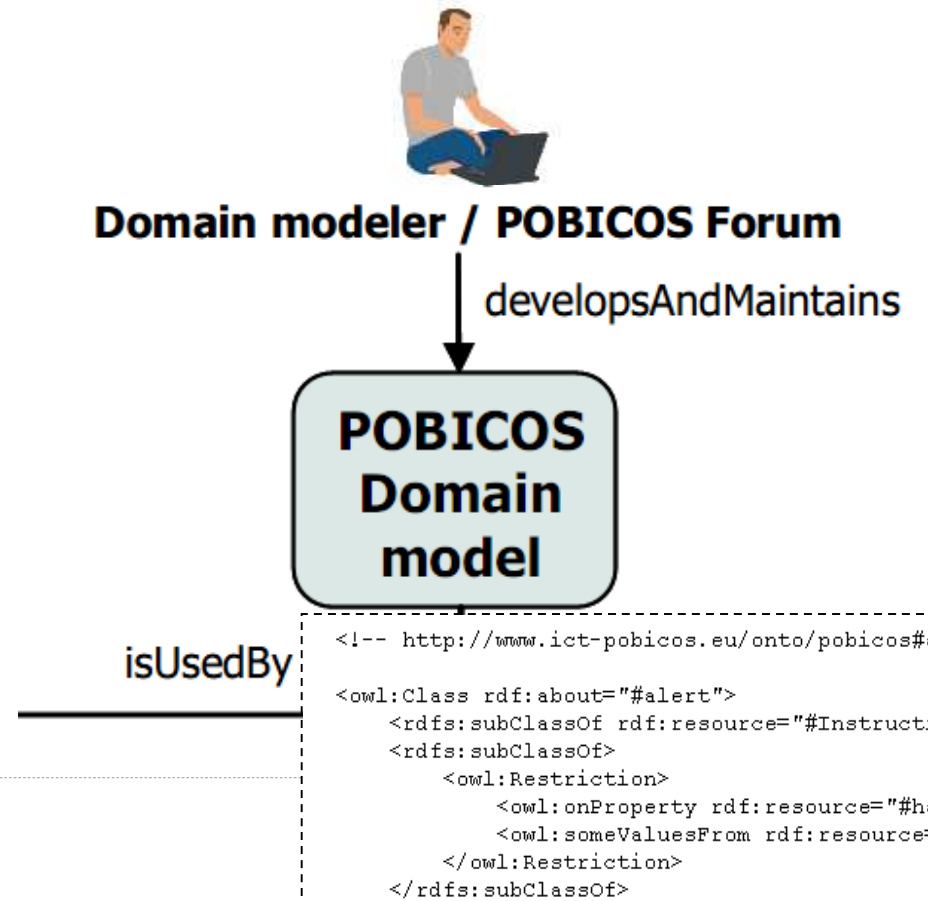 Domain modeler / POBICOS Forum
developsAndMaintains
POBICOS
Domain
model
isUsedBy
<!-- http://www.ict-pobicos.eu/onto/pobicos#
<owl:Class rdf:about="#alert">
<rdfs:subClassOf rdf:resource="#Instructi
<rdfs:subClassOf>
<owl:Restriction>
<owl:onProperty rdf:resource="#ha
<owl:someValuesFrom rdf:resource=
</owl:Restriction>
</rdfs:subClassOf>